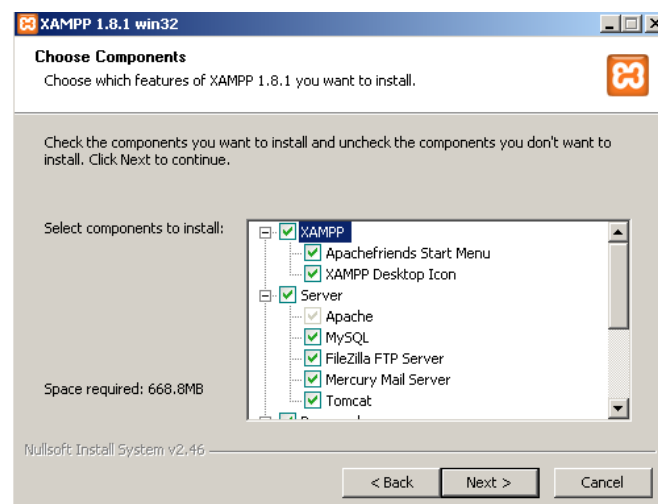 XAMPP 1.8.1 win32
Choose Components
Choose which features of XAMPP 1.8.1 you want to install.
Check the components you want to install and uncheck the components you don't want to
install. Click Next to continue.
Select components to install:
XAMPP
Apachefriends Start Menu
XAMPP Desktop Icon
Server
Apache
MySQL
FileZilla FTP Server
Mercury Mail Server
Tomcat
Space required: 668.8MB
Nullsoft Install System v2.46
< Back
Next >
Cancel